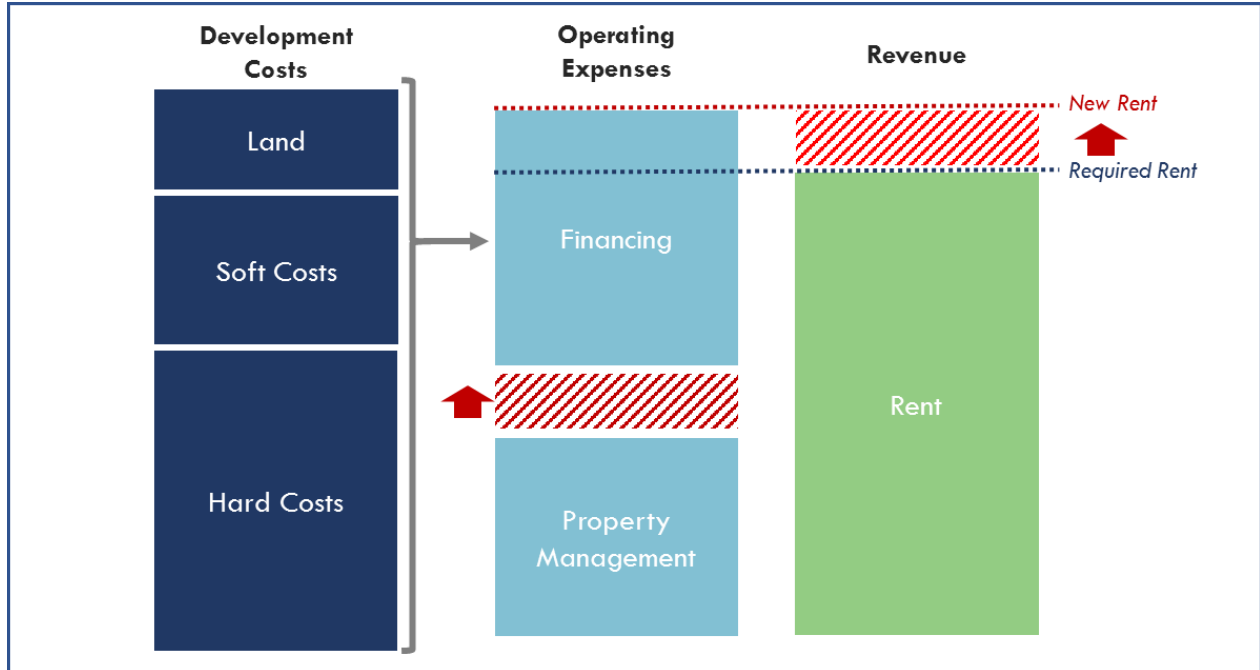 Development
Costs
Operating
Expenses
Revenue
Land
Soft Costs
Hard Costs
Financing
Property
Management
Rent
New Rent
Required Rent